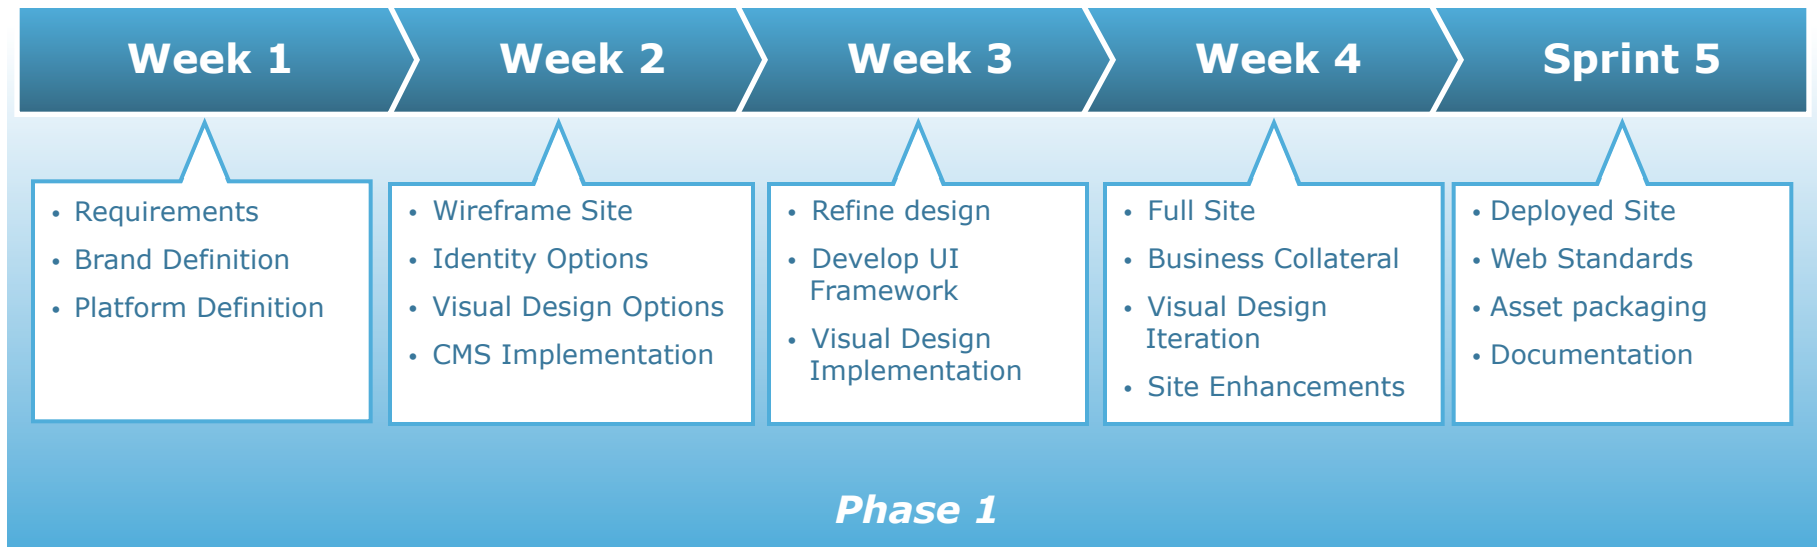 Week 1
Week 2
Week 3
Week 4
Sprint 5
• Requirements
• Brand Definition
• Platform Definition
• Wireframe Site
• Identity Options
• Visual Design Options
• CMS Implementation
• Refine design
• Develop UI
Framework
• Visual Design
Implementation
• Full Site
• Business Collateral
• Visual Design
Iteration
• Site Enhancements
• Deployed Site
• Web Standards
• Asset packaging
• Documentation
Phase 1